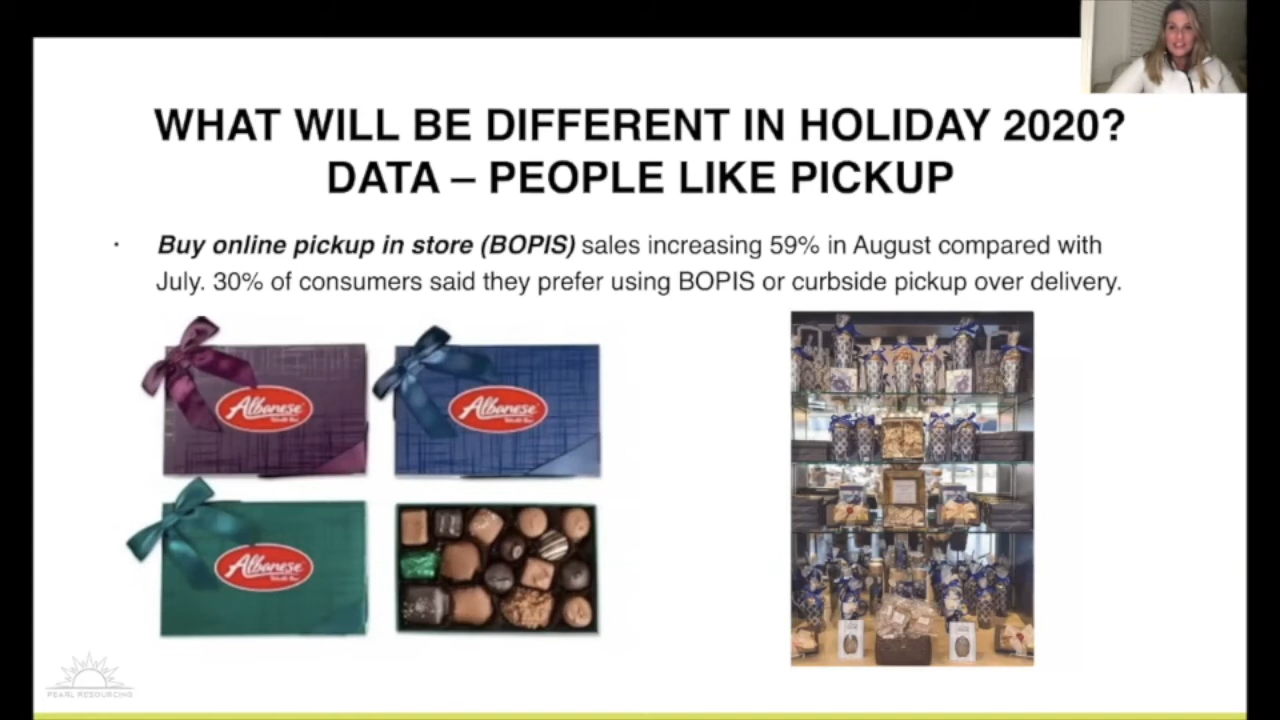 WHAT WILL BE DIFFERENT IN HOLIDAY 2020?
DATA – PEOPLE LIKE PICKUP
· Buy online pickup in store (BOPIS) sales increasing 59% in August compared with
July. 30% of consumers said they prefer using BOPIS or curbside pickup over delivery.
Albanese
Albanese
Albanese
PEARL RESOURCING